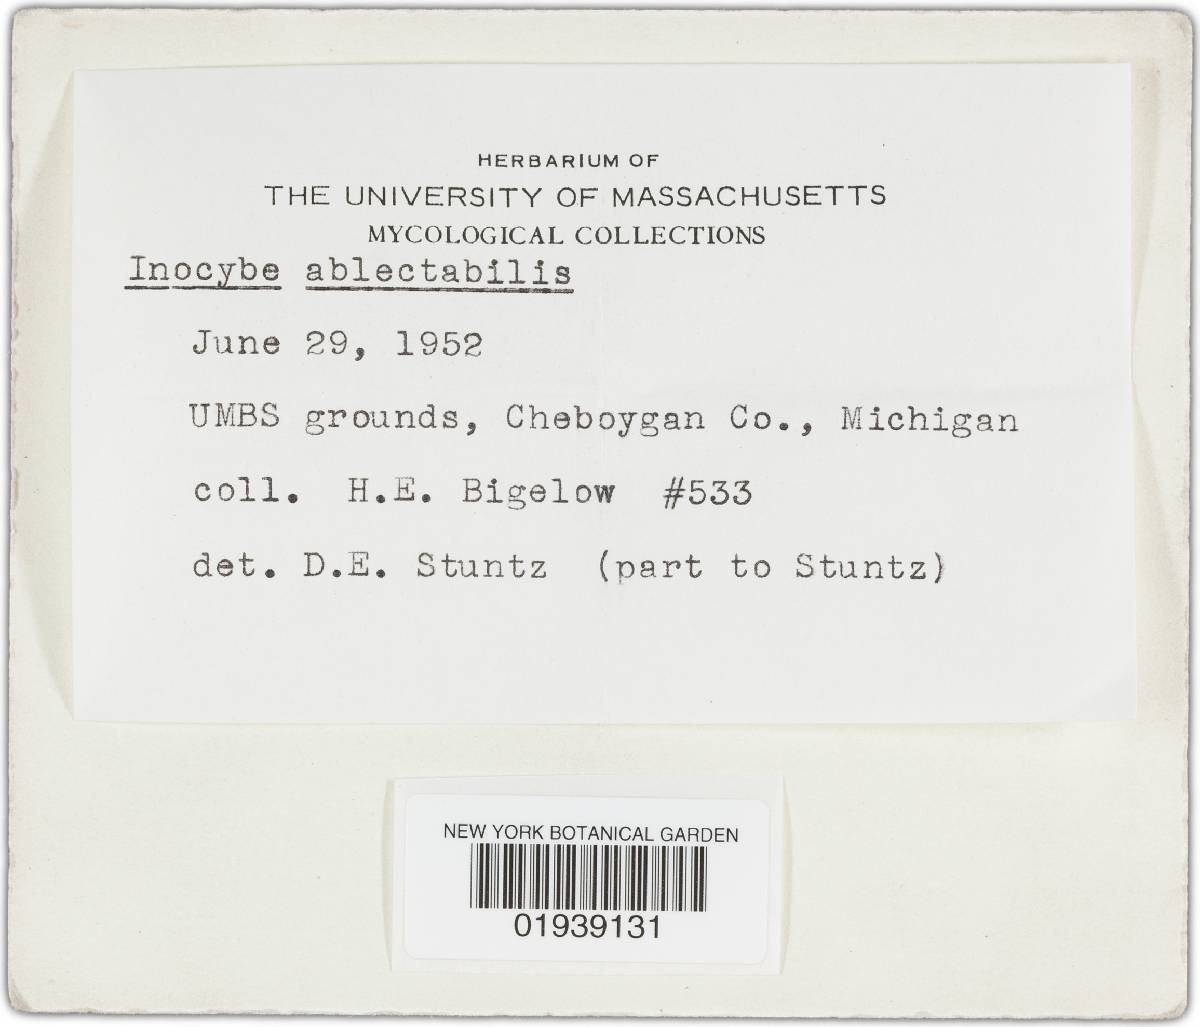 HERBARIUM OF
THE UNIVERSITY OF MASSACHUSETTS
MYCOLOGICAL COLLECTIONS
Inocybe ablectabilis
June 29, 1952
UMBS grounds, Cheboygan Co., Michigan
coll. H.E. Bigelow #533
det. D.E. Stuntz (part to Stuntz)
NEW YORK BOTANICAL GARDEN
01939131